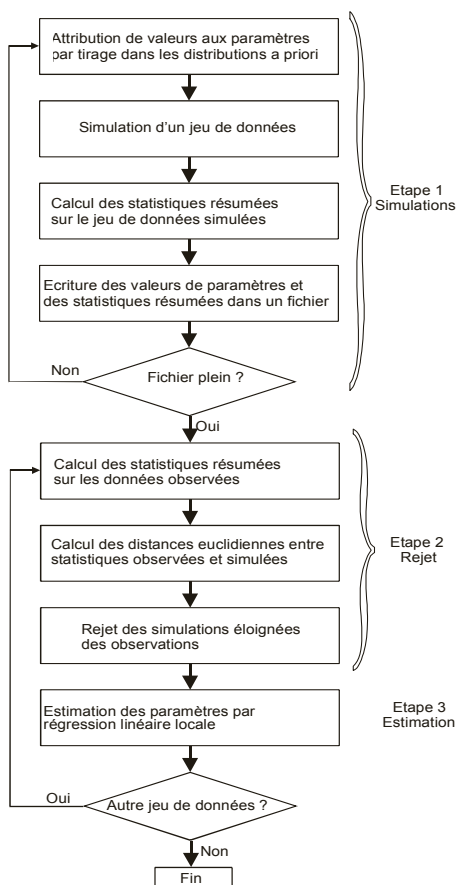 Attribution de valeurs aux paramètres
par tirage dans les distributions a priori
Simulation d'un jeu de données
Calcul des statistiques résumées
sur le jeu de données simulées
Etape 1
Simulations
Ecriture des valeurs de paramètres et
des statistiques résumées dans un fichier
Non
Fichier plein ?
Oui
Calcul des statistiques résumées
sur les données observées
Calcul des distances euclidiennes entre
statistiques observées et simulées
Etape 2
Rejet
Rejet des simulations éloignées
des observations
Estimation des paramètres par
régression linéaire locale
Etape 3
Estimation
Oui
Autre jeu de données ?
Non
Fin